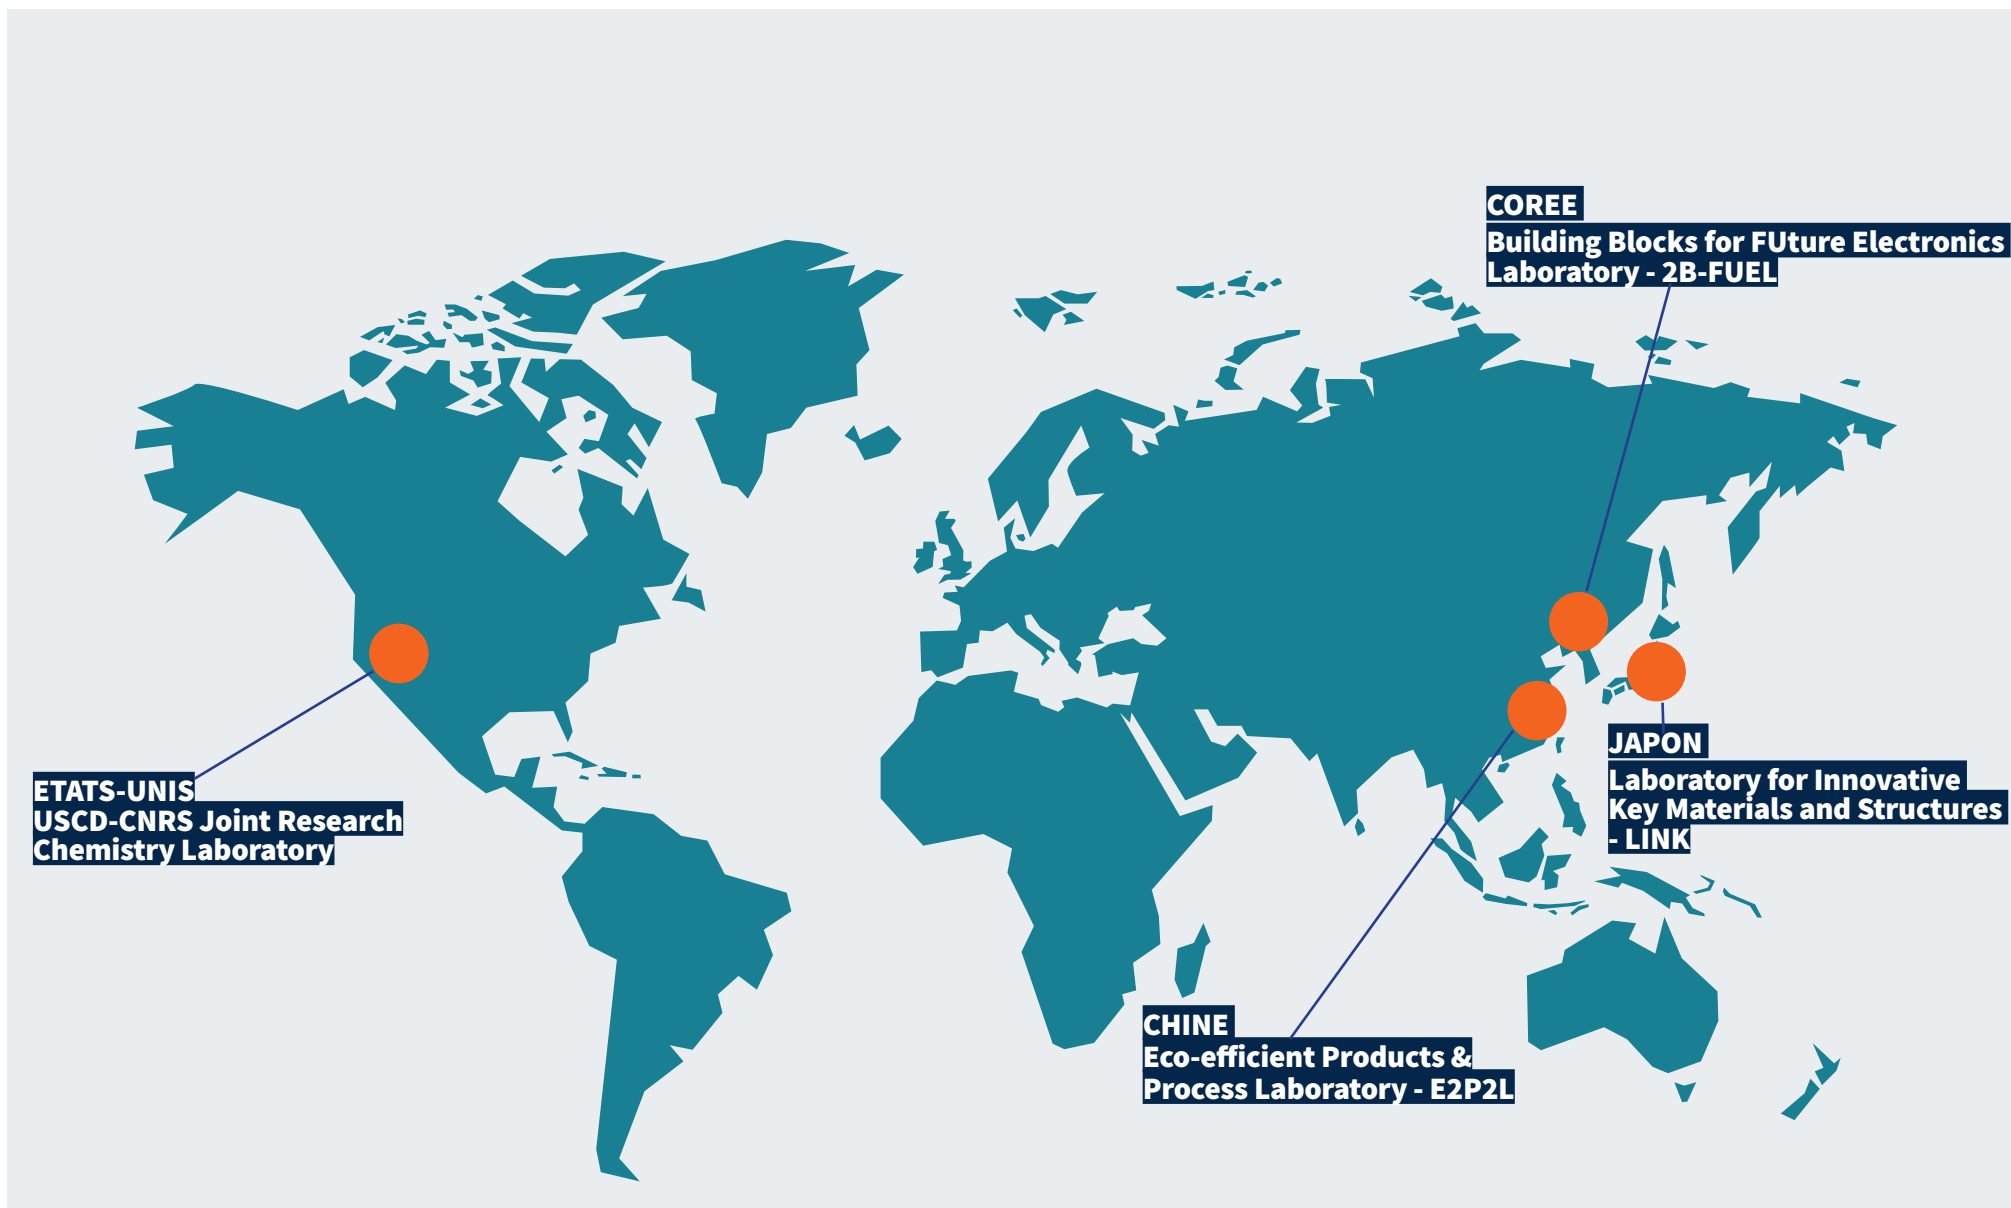 COREE
Building Blocks for FUture Electronics
Laboratory - 2B-FUEL
JAPON
Laboratory for Innovative
Key Materials and Structures
- LINK
ETATS-UNIS
USCD-CNRS Joint Research
Chemistry Laboratory
CHINE
Eco-efficient Products &
Process Laboratory - E2P2L